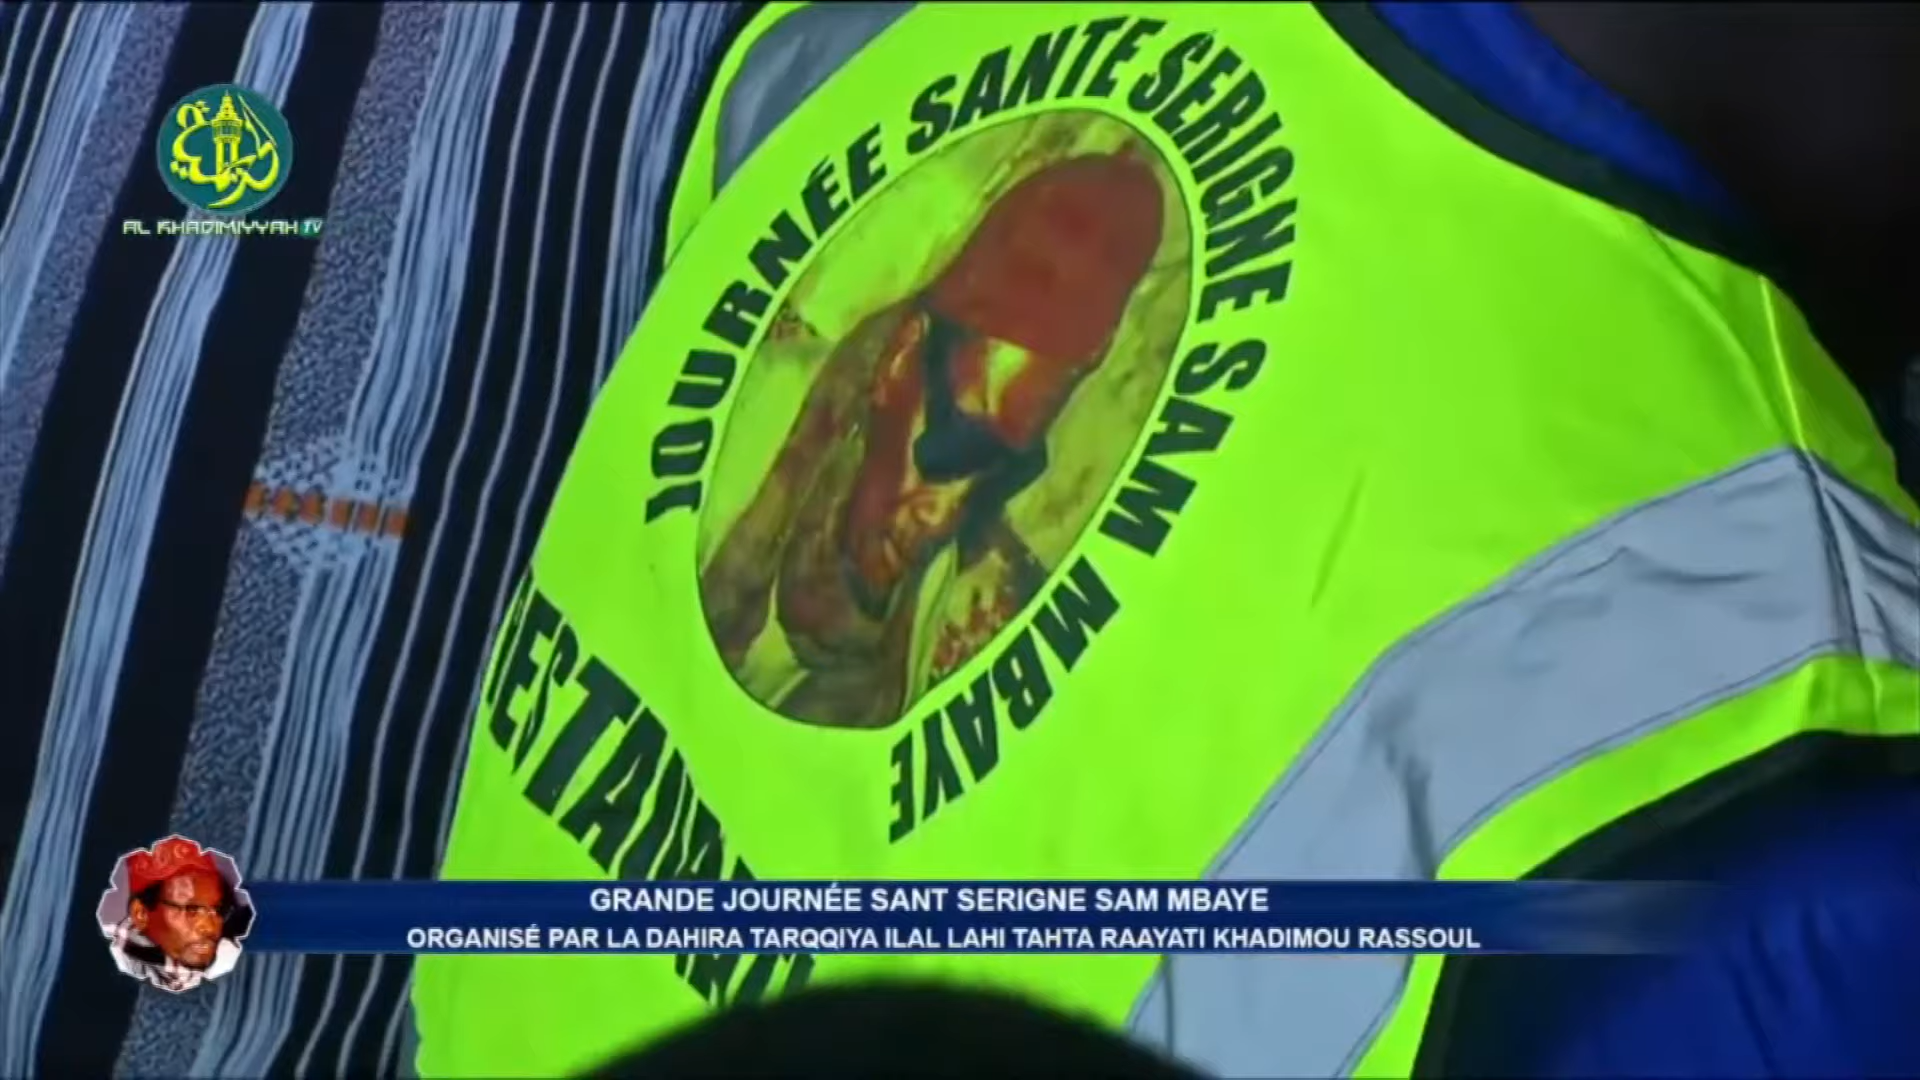 AL KHADIMIYYAH TV
JOURNÉE SANTE SERIGNE SAM MBAYE
GRANDE JOURNÉE SANT SERIGNE SAM MBAYE
ORGANISÉ PAR LA DAHIRA TARQQIYA ILAL LAHI TAHTA RAAYATI KHADIMOU RASSOUL